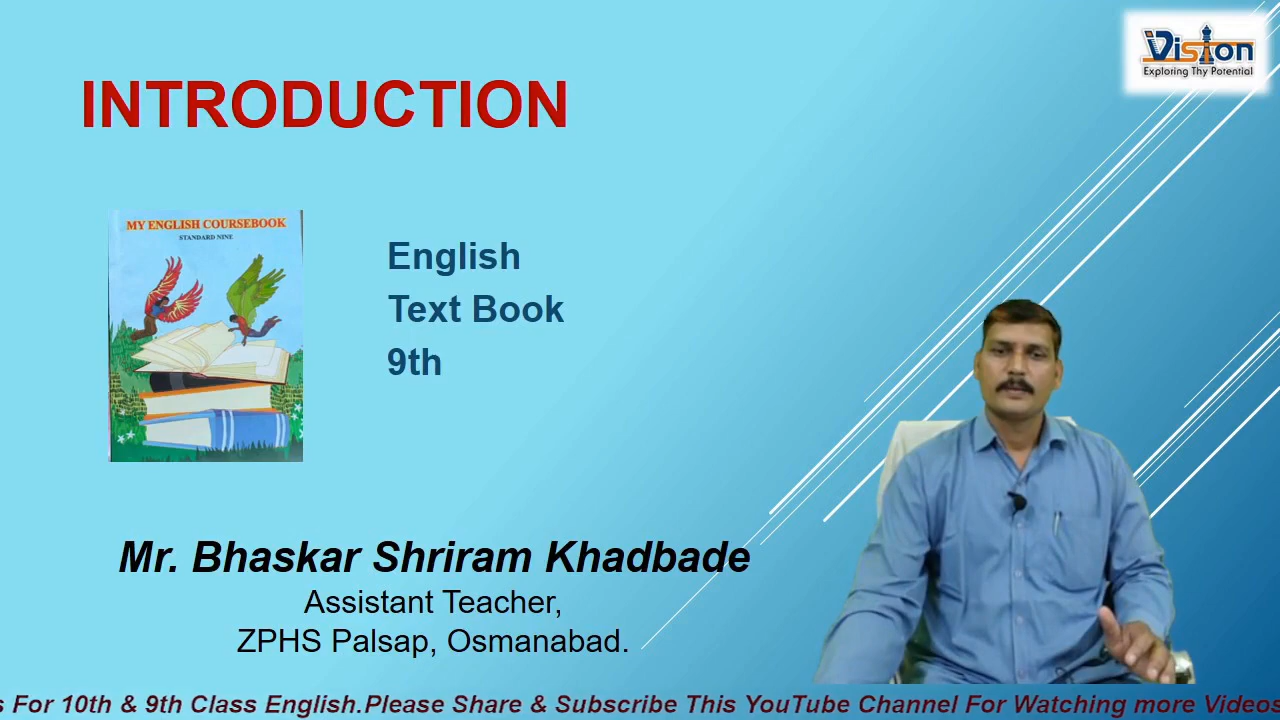 Vision
Exploring Thy Potential
INTRODUCTION
MY ENGLISH COURSEBOOK
STANDARD NINE
English
Text Book
9th
Mr. Bhaskar Shriram Khadbade
Assistant Teacher,
ZPHS Palsap, Osmanabad.
s For 10th & 9th Class English.Please Share & Subscribe This YouTube Channel For Watching more Videos